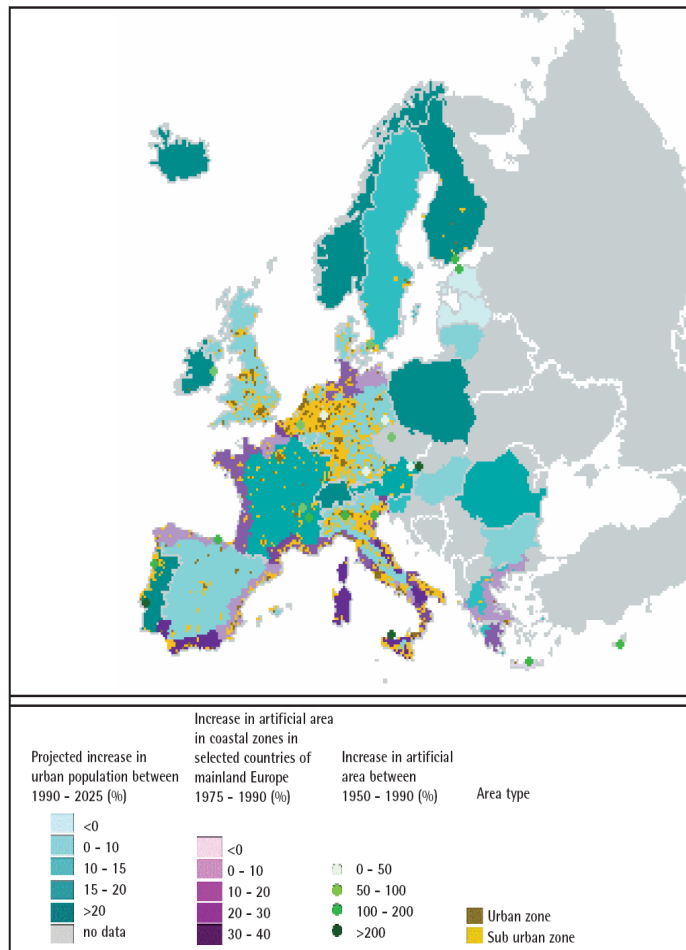 Projected increase in
urban population between
1990 - 2025 (%)
<0
0 - 10
10 - 15
15 - 20
>20
no data
Increase in artificial area
in coastal zones in
selected countries of
mainland Europe
1975 - 1990 (%)
<0
0 - 10
10 - 20
20 - 30
30 - 40
Increase in artificial
area between
1950 - 1990 (%)
0 - 50
50 - 100
100 - 200
>200
Area type
Urban zone
Sub urban zone